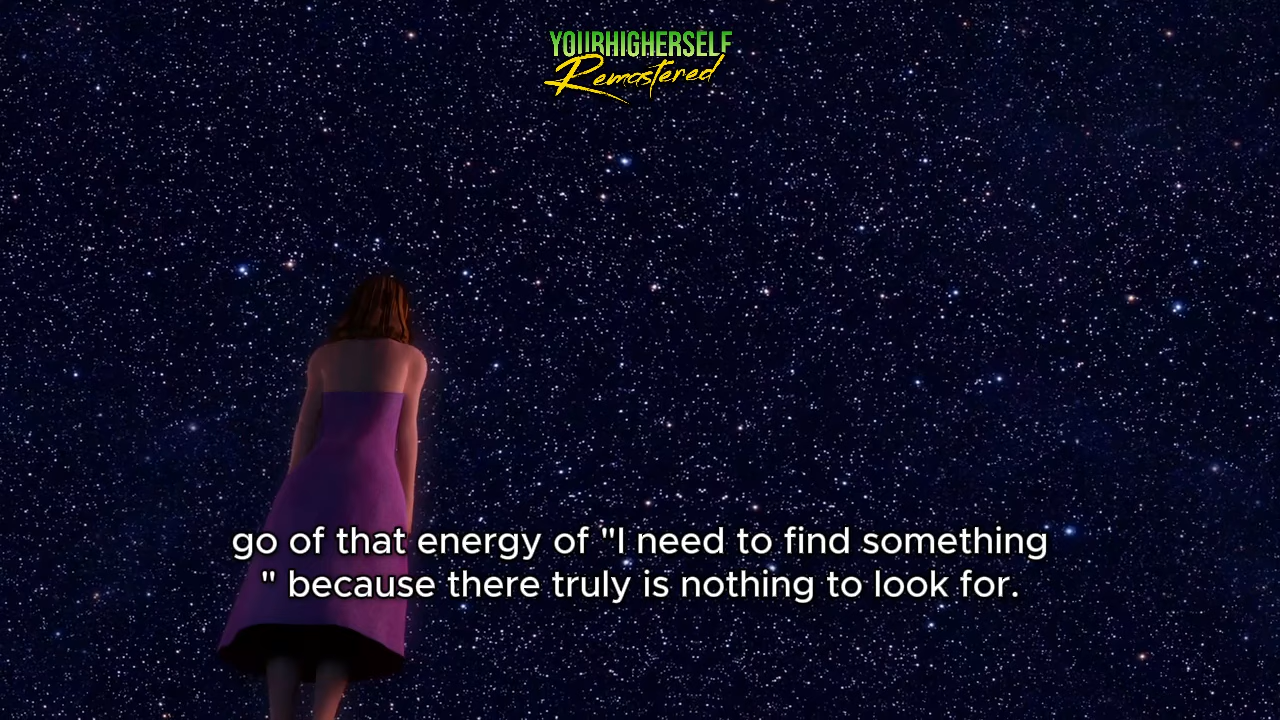 YOURHIGHERSELF
Remastered
go of that energy of "I need to find something
" because there truly is nothing to look for.